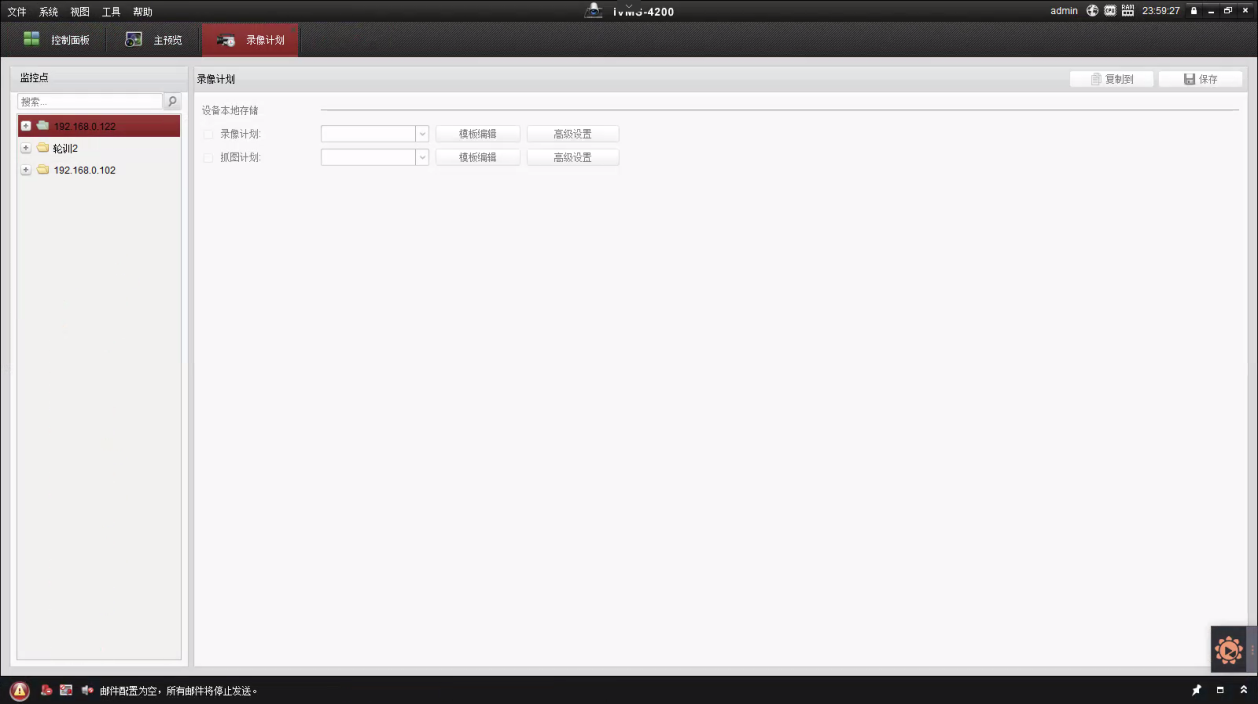 文件 系统 视图 工具 帮助
iVMS-4200
admin
23:59:27
控制面板 主预览 录像计划
监控点
搜索...
192.168.0.122
轮训2
192.168.0.102
录像计划
复制到 保存
设备本地存储
录像计划: 模板编辑 高级设置
抓图计划: 模板编辑 高级设置
邮件配置为空，所有邮件将停止发送。